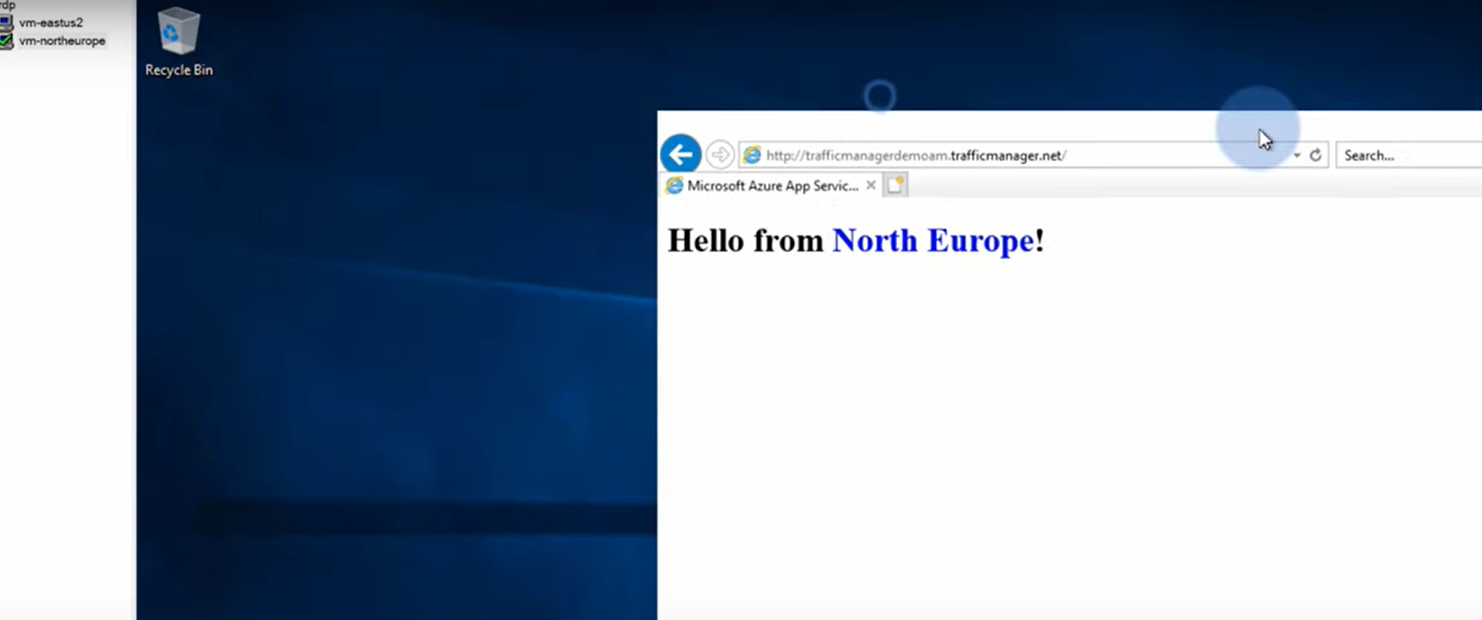 rdp
vm-eastus2
vm-northeurope
Recycle Bin
http://trafficmanagerdemoam.trafficmanager.net/
Search...
Microsoft Azure App Servic...
Hello from North Europe!